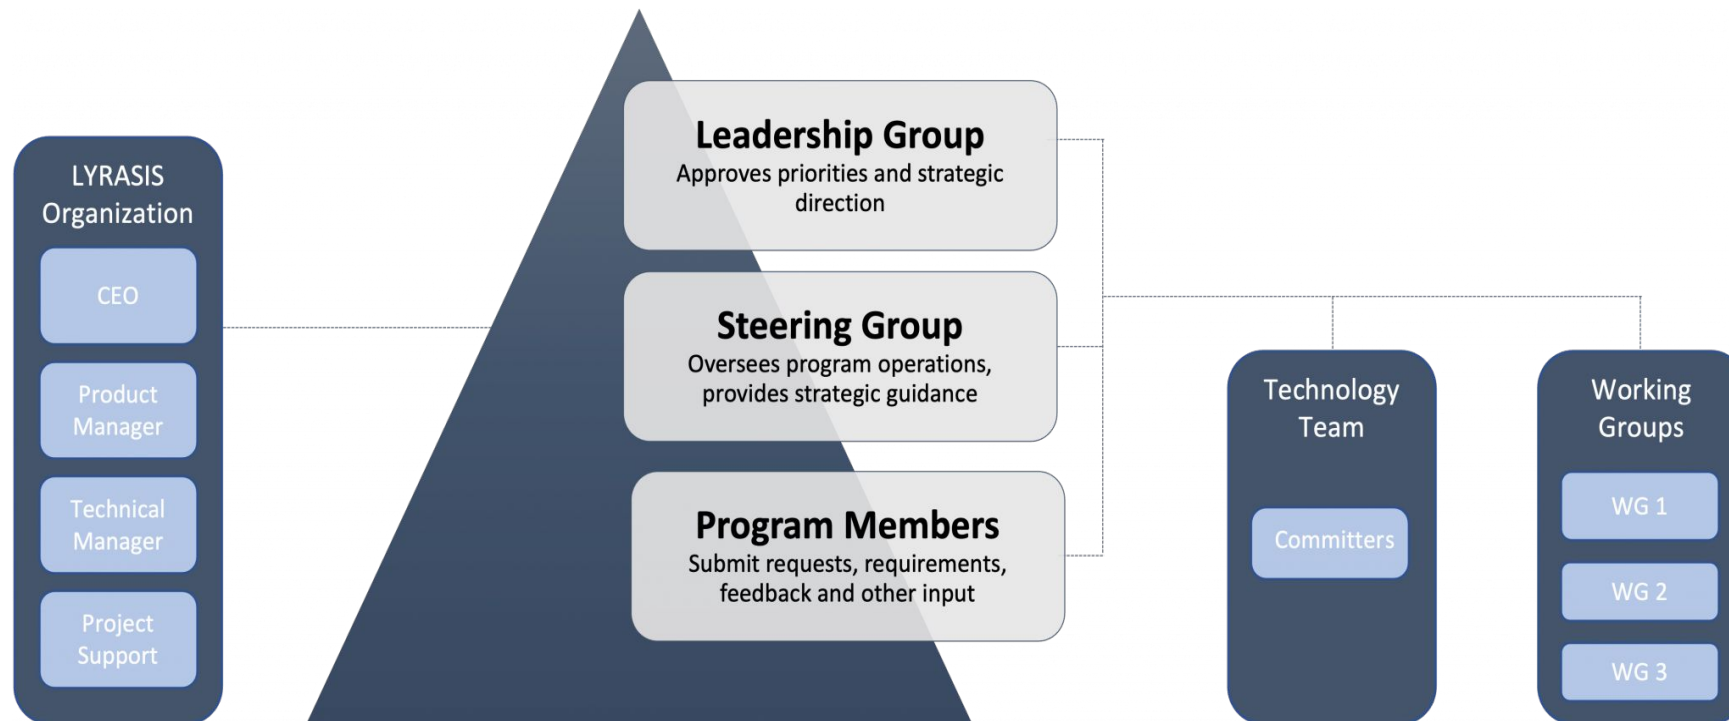 LYRASIS
Organization
CEO
Product
Manager
Technical
Manager
Project
Support
Leadership Group
Approves priorities and strategic
direction
Steering Group
Oversees program operations,
provides strategic guidance
Program Members
Submit requests, requirements,
feedback and other input
Technology
Team
Committers
Working
Groups
WG 1
WG 2
WG 3